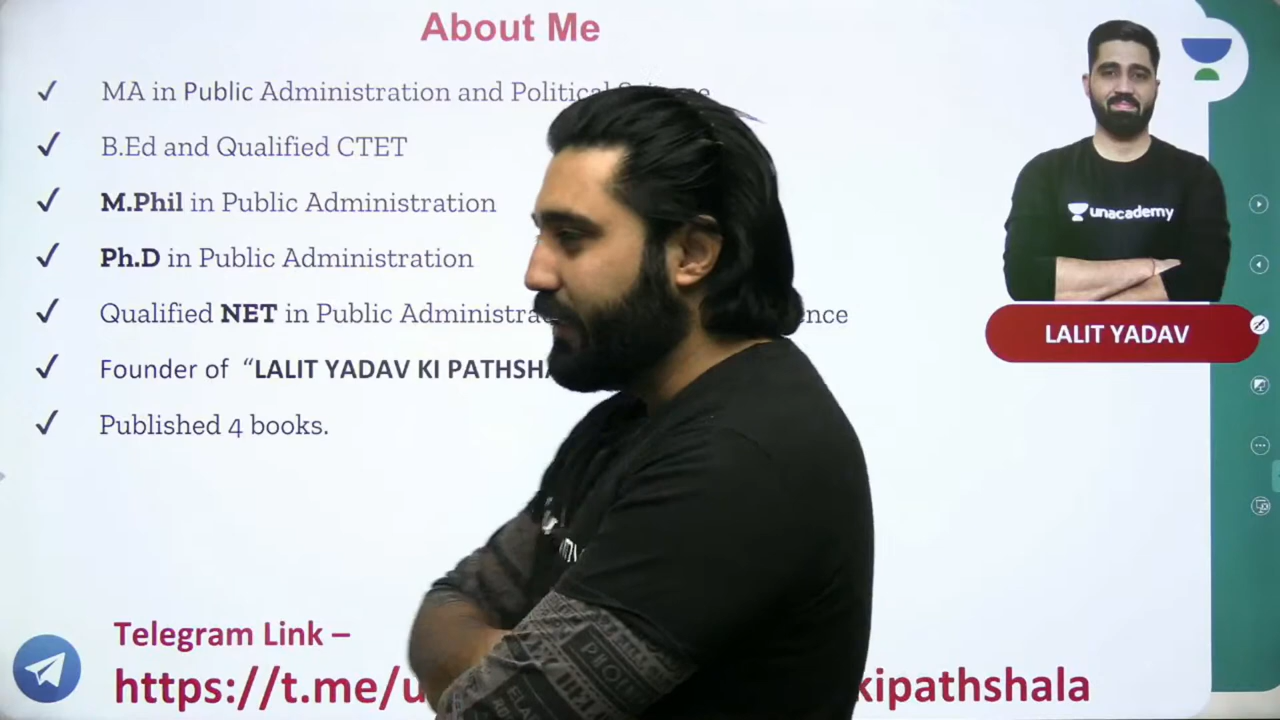 About Me
✓ MA in Public Administration and Political
✓ B.Ed and Qualified CTET
✓ M.Phil in Public Administration
✓ Ph.D in Public Administration
✓ Qualified NET in Public
✓ Founder of “LALIT YADAV KI
✓ Published 4 books.
unacademy
LALIT YADAV
Telegram Link –
https://t.me/u kipathshala